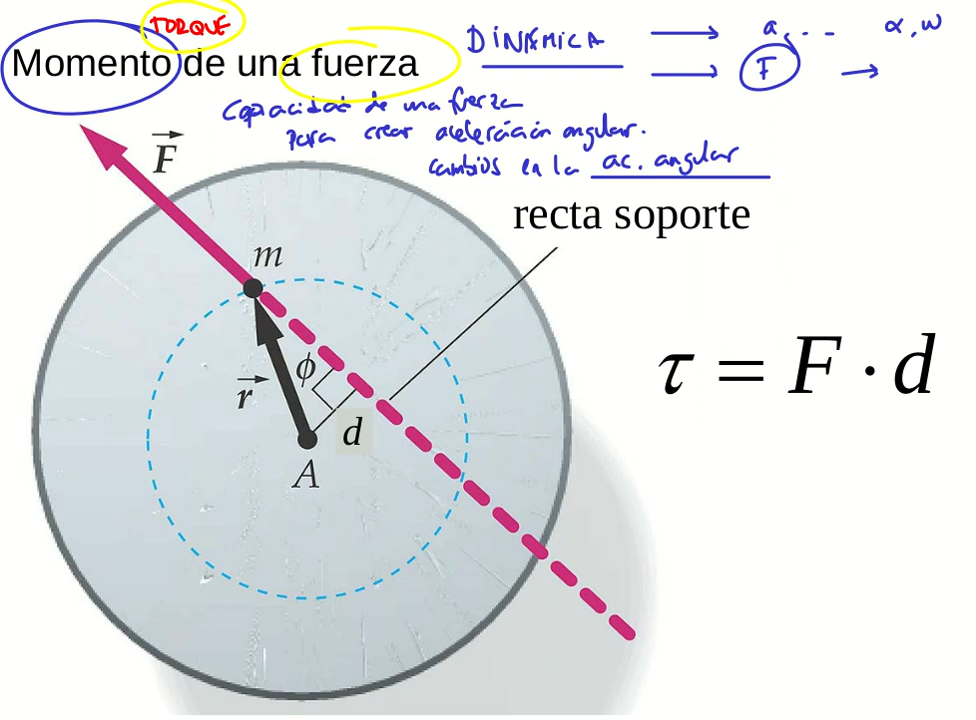 TORQUE
Momento de una fuerza
DINÁMICA → a, ... α, ω
→ F →
Capacidad de una fuerza
para crear aceleración angular.
cambios en la ac. angular
F
recta soporte
m
ϕ
r
d
A
τ = F · d